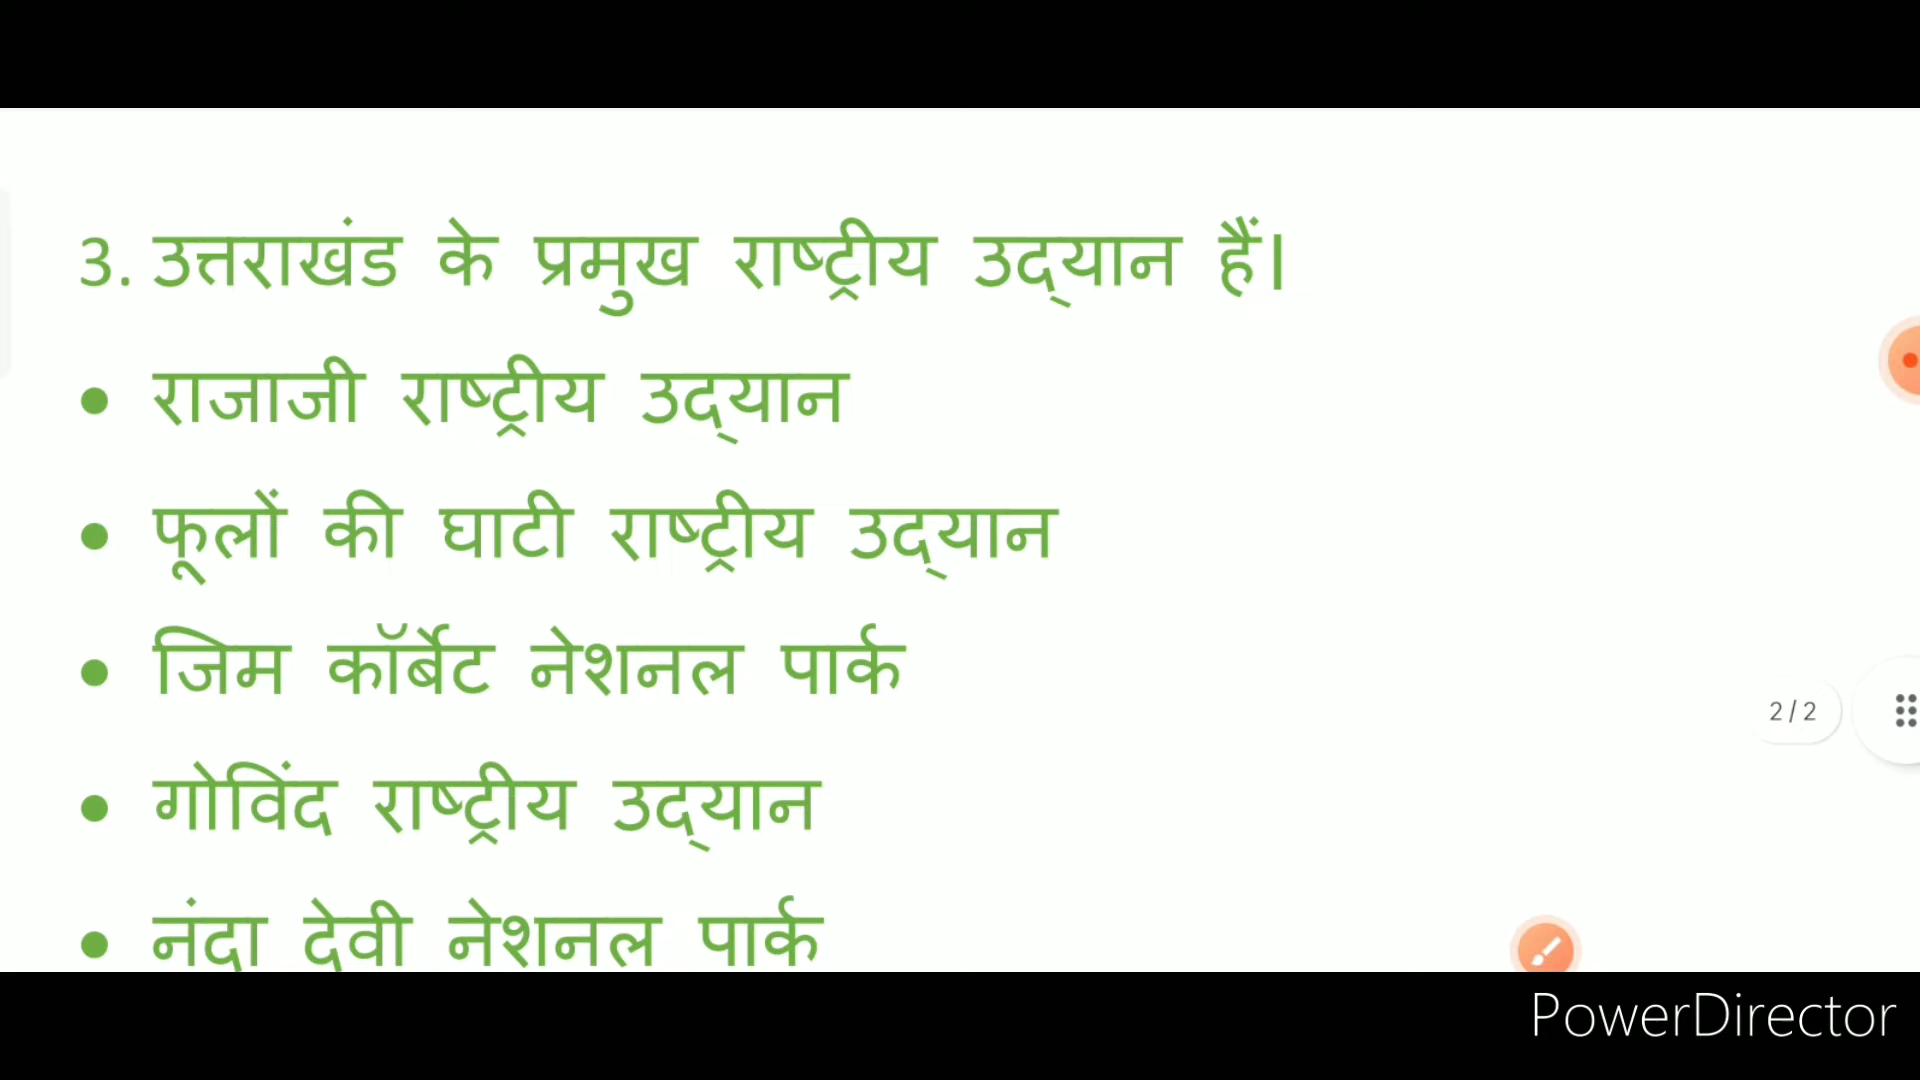 3. उत्तराखंड के प्रमुख राष्ट्रीय उद्यान हैं।
• राजाजी राष्ट्रीय उद्यान
• फूलों की घाटी राष्ट्रीय उद्यान
• जिम कॉर्बेट नेशनल पार्क
2 / 2
• गोविंद राष्ट्रीय उद्यान
• नंदा देवी नेशनल पार्क
PowerDirector